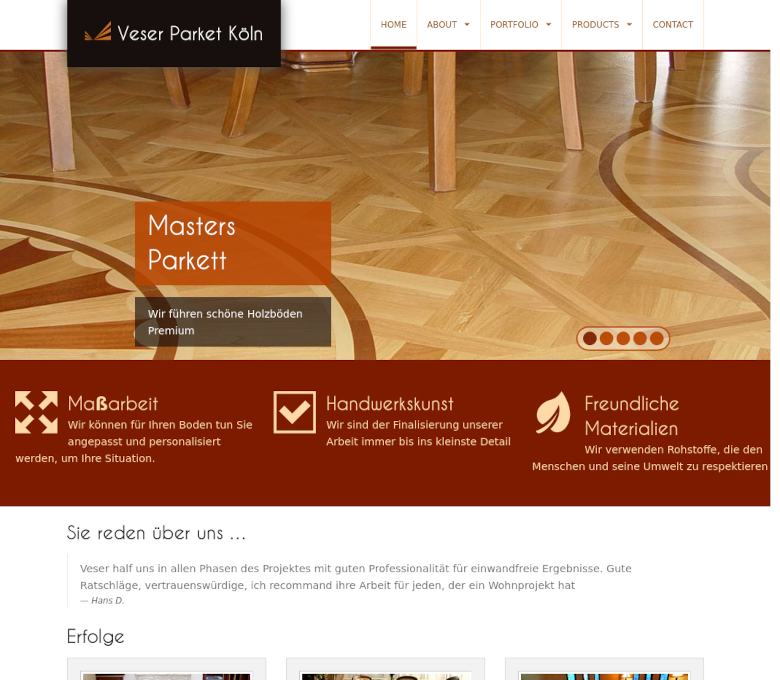 Veser Parket Köln
HOME ABOUT PORTFOLIO PRODUCTS CONTACT
Masters
Parkett
Wir führen schöne Holzböden
Premium
Maßarbeit
Wir können für Ihren Boden tun Sie
angepasst und personalisiert
werden, um Ihre Situation.
Handwerkskunst
Wir sind der Finalisierung unserer
Arbeit immer bis ins kleinste Detail
Freundliche
Materialien
Wir verwenden Rohstoffe, die den
Menschen und seine Umwelt zu respektieren
Sie reden über uns ...
Veser half uns in allen Phasen des Projektes mit guten Professionalität für einwandfreie Ergebnisse. Gute
Ratschläge, vertrauenswürdige, ich recommand ihre Arbeit für jeden, der ein Wohnprojekt hat
— Hans D.
Erfolge